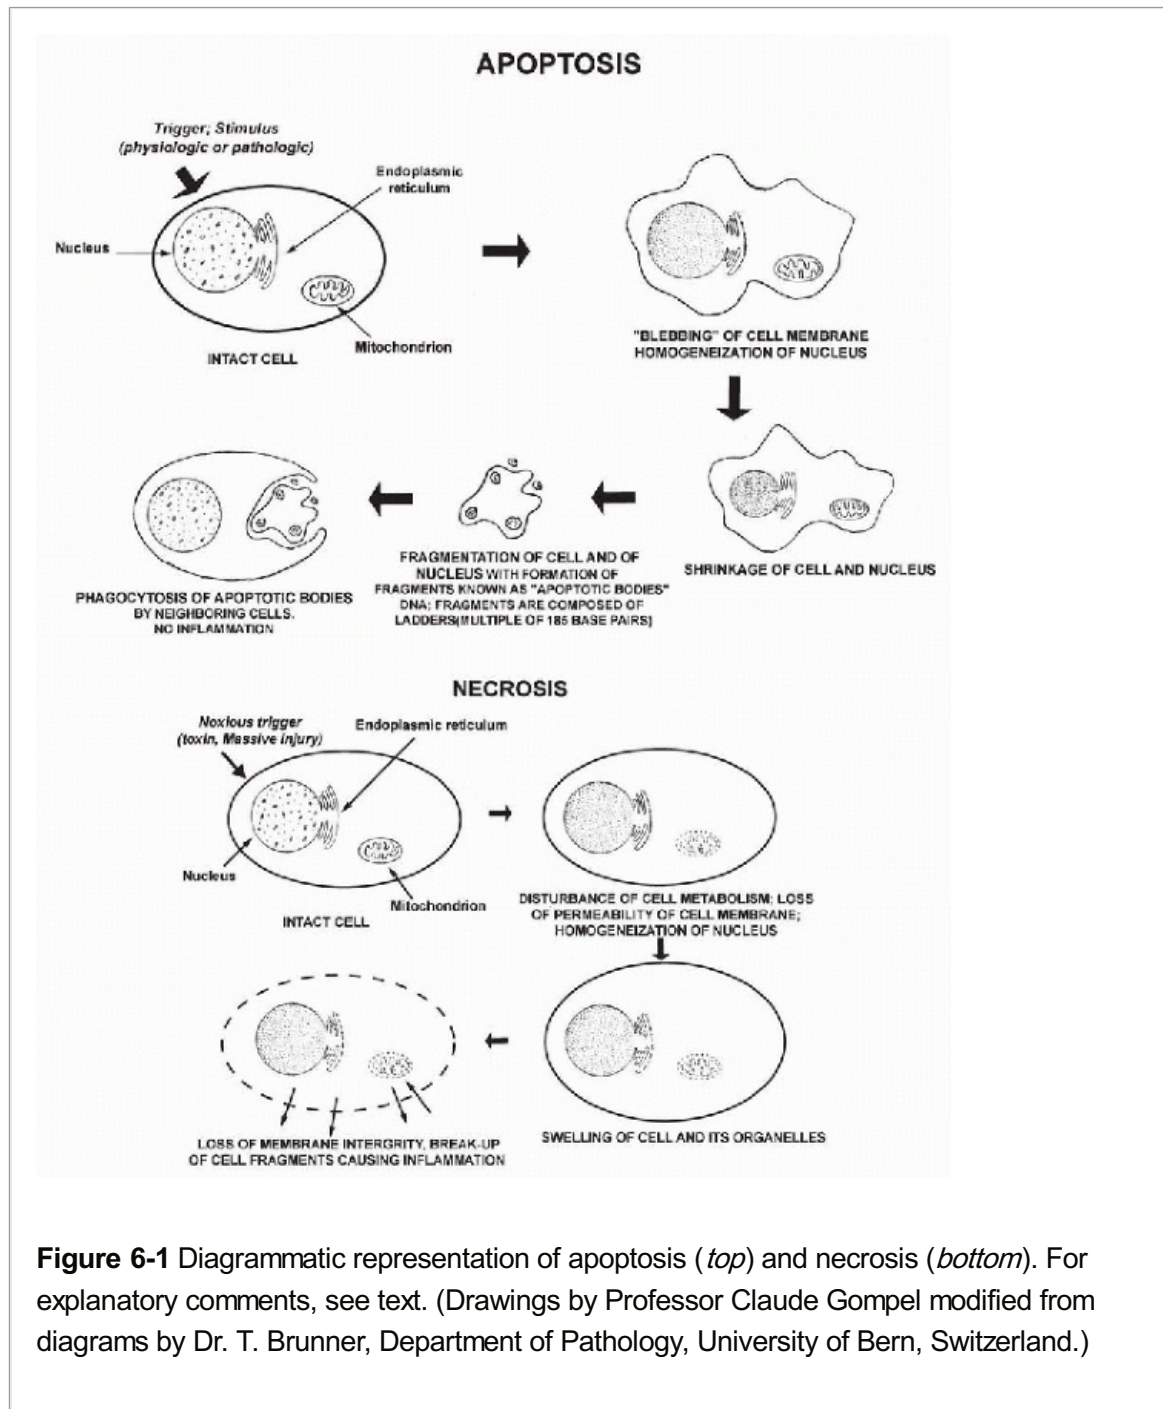 APOPTOSIS
Trigger; Stimulus
(physiologic or pathologic)
Endoplasmic
reticulum
Nucleus
Mitochondrion
INTACT CELL
"BLEBBING" OF CELL MEMBRANE
HOMOGENEIZATION OF NUCLEUS
SHRINKAGE OF CELL AND NUCLEUS
FRAGMENTATION OF CELL AND OF
NUCLEUS WITH FORMATION OF
FRAGMENTS KNOWN AS "APOPTOTIC BODIES"
DNA; FRAGMENTS ARE COMPOSED OF
LADDERS(MULTIPLE OF 185 BASE PAIRS)
PHAGOCYTOSIS OF APOPTOTIC BODIES
BY NEIGHBORING CELLS.
NO INFLAMMATION
NECROSIS
Noxious trigger
(toxin, Massive injury)
Endoplasmic reticulum
Nucleus
Mitochondrion
INTACT CELL
DISTURBANCE OF CELL METABOLISM; LOSS
OF PERMEABILITY OF CELL MEMBRANE;
HOMOGENEIZATION OF NUCLEUS
SWELLING OF CELL AND ITS ORGANELLES
LOSS OF MEMBRANE INTERGRITY, BREAK-UP
OF CELL FRAGMENTS CAUSING INFLAMMATION
Figure 6-1 Diagrammatic representation of apoptosis (top) and necrosis (bottom). For
explanatory comments, see text. (Drawings by Professor Claude Gompel modified from
diagrams by Dr. T. Brunner, Department of Pathology, University of Bern, Switzerland.)